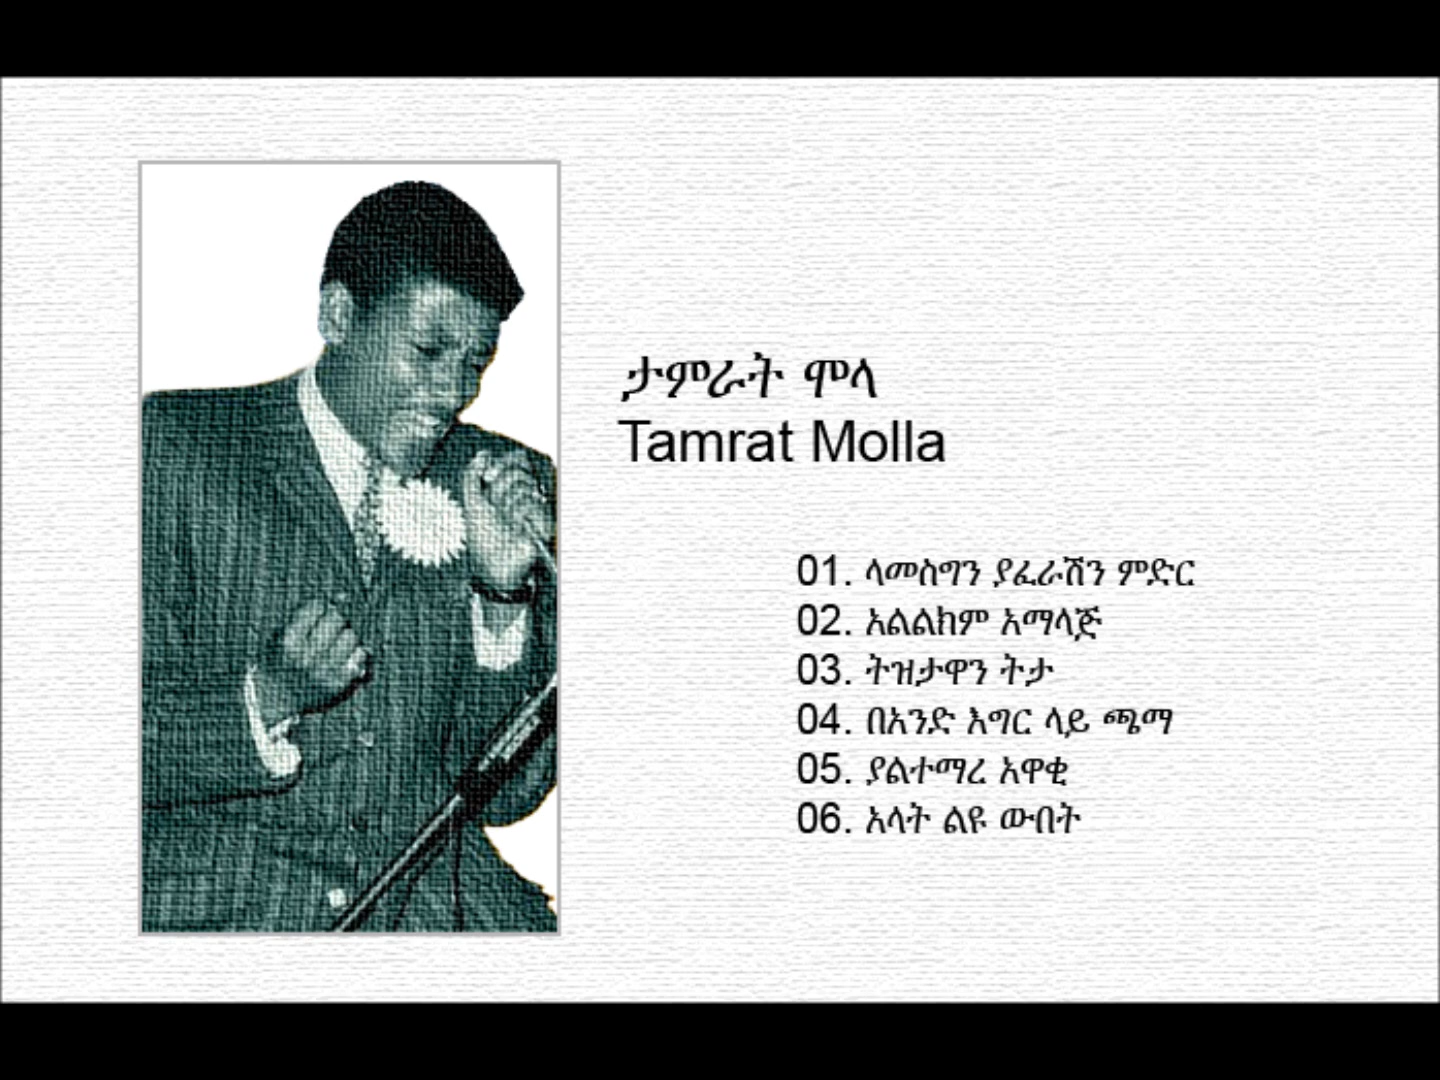 ታምራት ሞላ
Tamrat Molla
01. ላመስግን ያፈራሽን ምድር
02. አልልክም አማላጅ
03. ትዝታዋን ትታ
04. በአንድ እግር ላይ ጫማ
05. ያልተማረ አዋቂ
06. አላት ልዩ ውበት